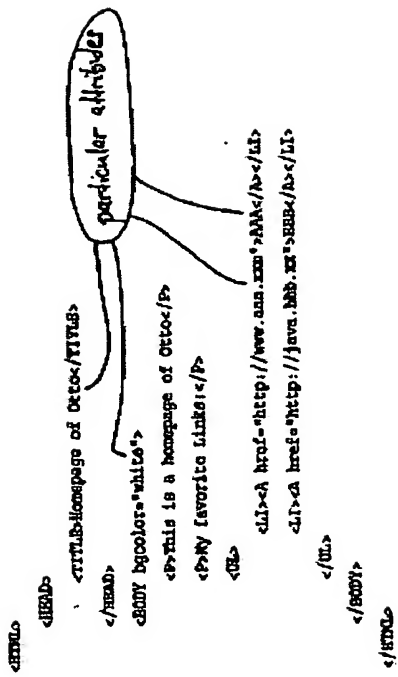 <HTML>
<HEAD>
<TITLE>Homepage of Otto</TITLE>
</HEAD>
<BODY bgcolor="white">
<P>This is a homepage of Otto</P>
<P>My favorite Links:</P>
<UL>
<LI><A href="http://www.aaa.xxx">AAA</A></LI>
<LI><A href="http://java.bbb.xx">BBB</A></LI>
</UL>
</BODY>
</HTML>
particular attributes